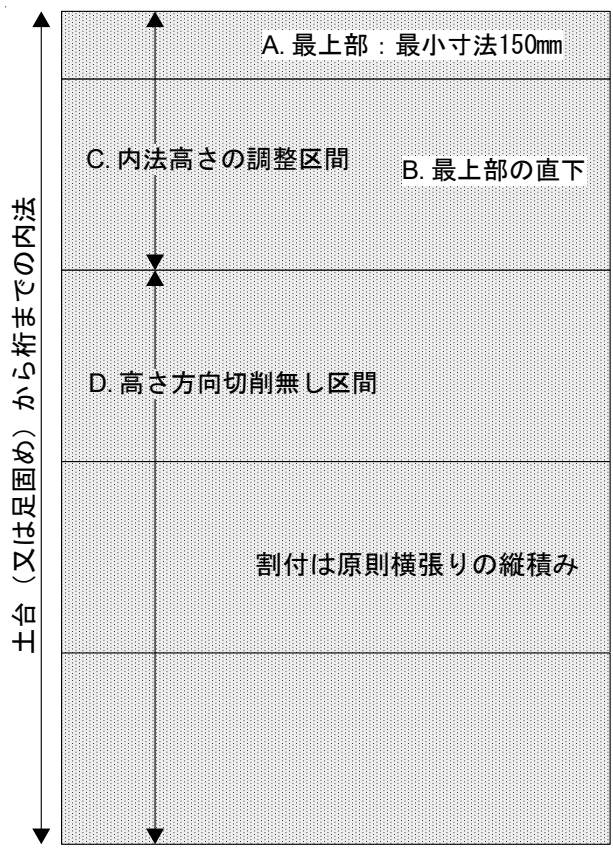 A. 最上部：最小寸法150㎜
C. 内法高さの調整区間
B. 最上部の直下
土台（又は足固め）から桁までの内法
D. 高さ方向切削無し区間
割付は原則横張りの縦積み